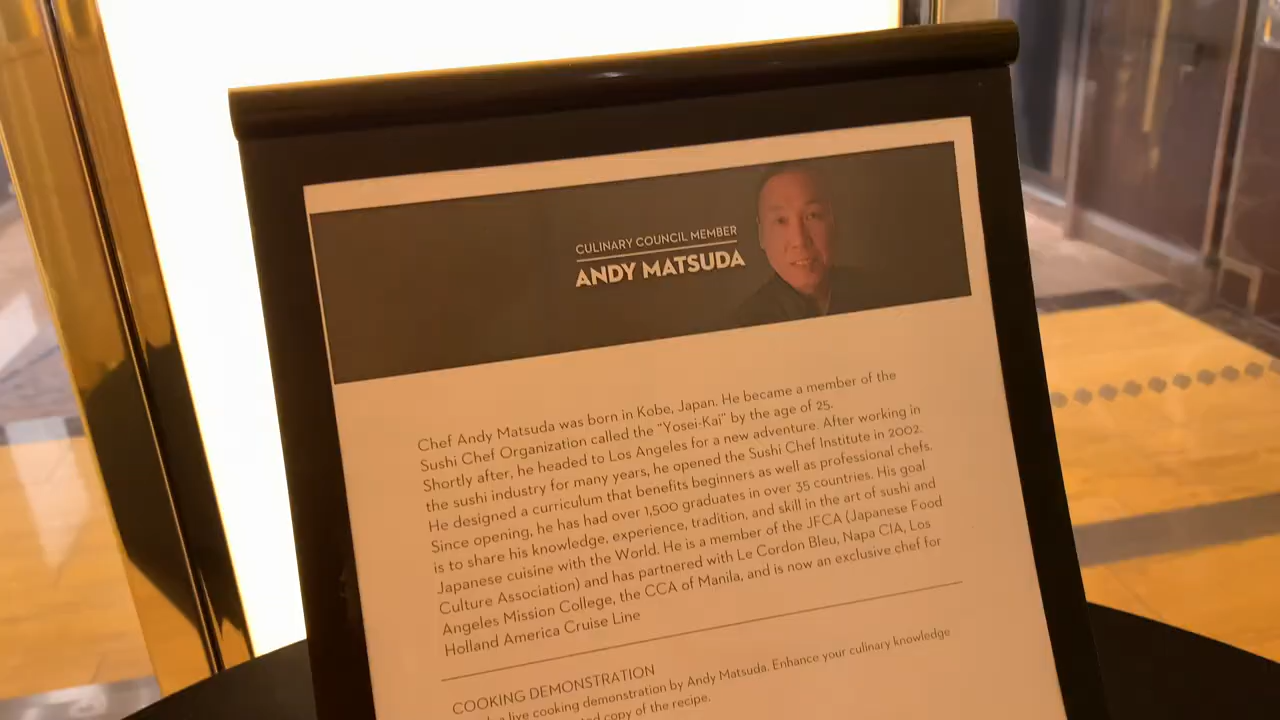 CULINARY COUNCIL MEMBER
ANDY MATSUDA
Chef Andy Matsuda was born in Kobe, Japan. He became a member of the
Sushi Chef Organization called the "Yosei-Kai" by the age of 25.
Shortly after, he headed to Los Angeles for a new adventure. After working in
the sushi industry for many years, he opened the Sushi Chef Institute in 2002.
He designed a curriculum that benefits beginners as well as professional chefs.
Since opening, he has had over 1,500 graduates in over 35 countries. His goal
is to share his knowledge, experience, tradition, and skill in the art of sushi and
Japanese cuisine with the World. He is a member of the JFCA (Japanese Food
Culture Association) and has partnered with Le Cordon Bleu, Napa CIA, Los
Angeles Mission College, the CCA of Manila, and is now an exclusive chef for
Holland America Cruise Line
COOKING DEMONSTRATION
live cooking demonstration by Andy Matsuda. Enhance your culinary knowledge
copy of the recipe.